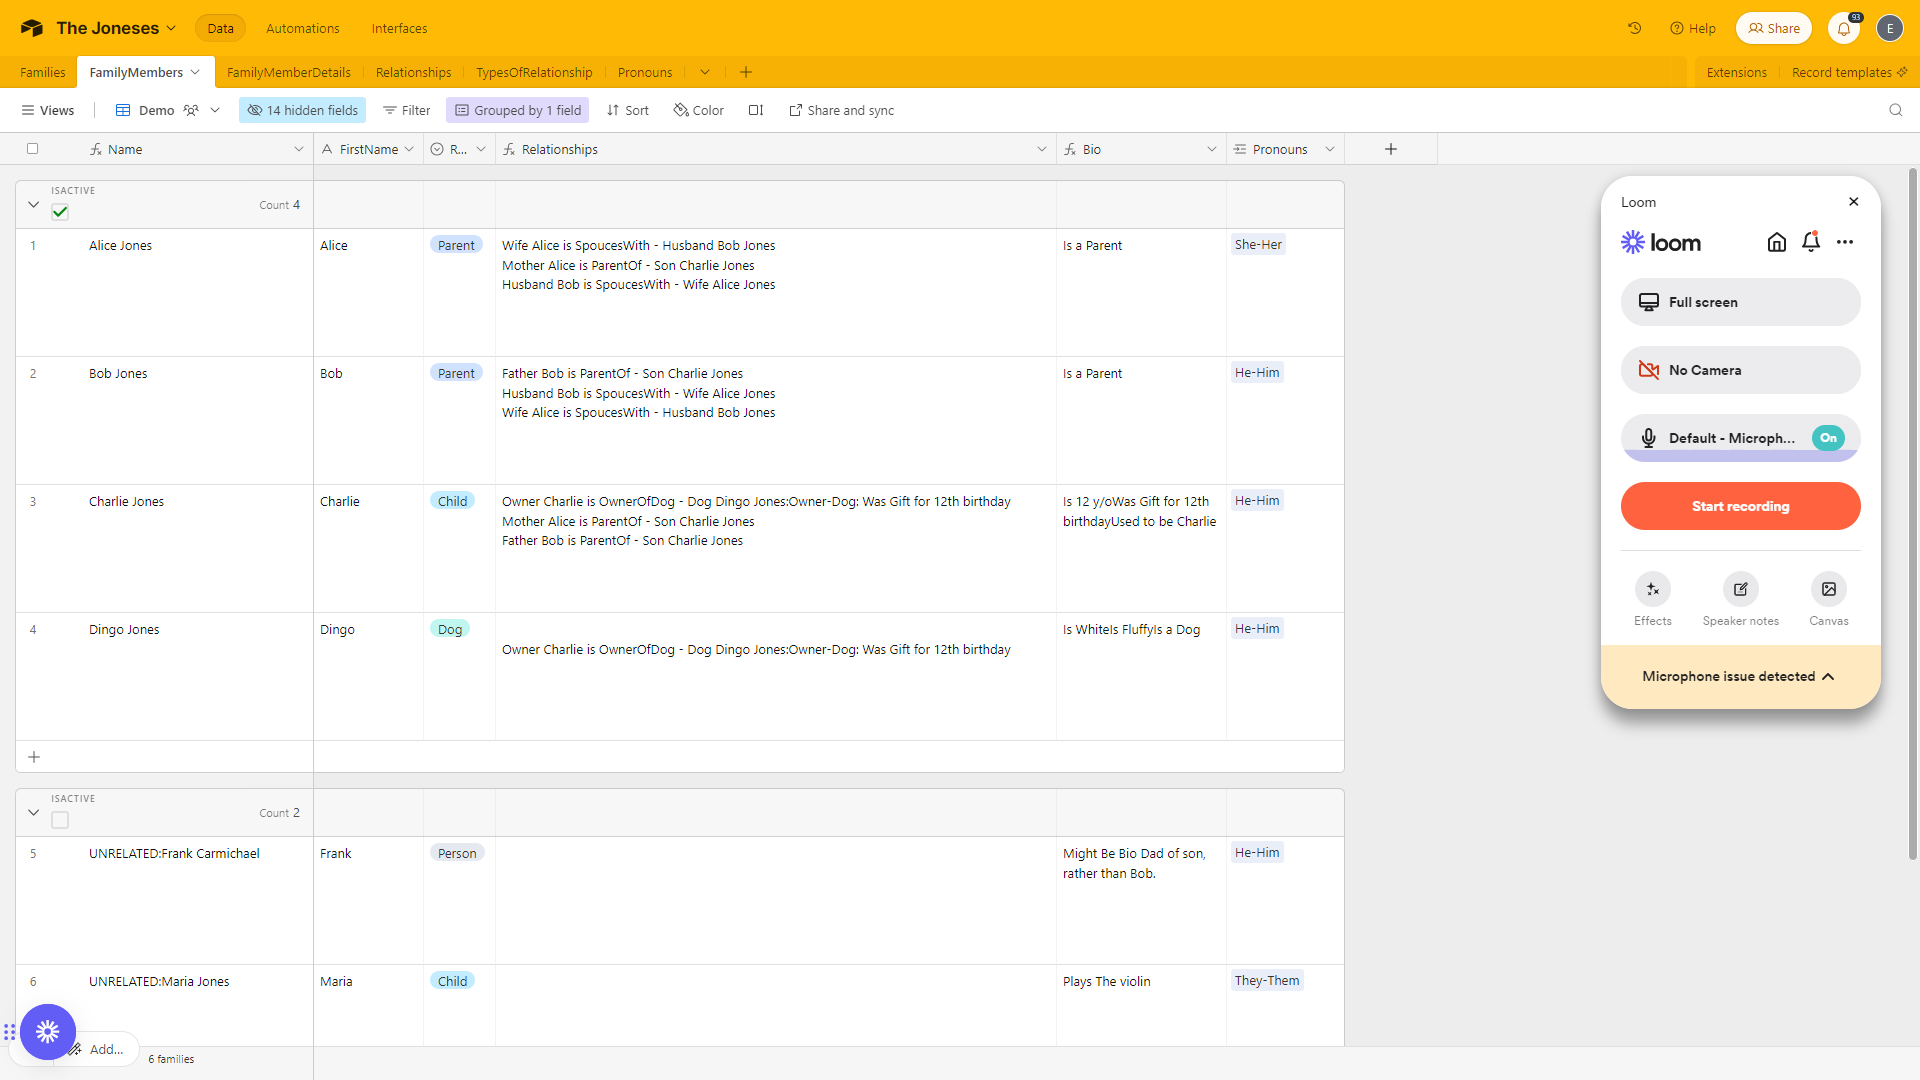 The Joneses
Data
Automations
Interfaces
Help
Share
93
E
Families
FamilyMembers
FamilyMemberDetails
Relationships
TypesOfRelationship
Pronouns
Extensions
Record templates
Views
Demo
14 hidden fields
Filter
Grouped by 1 field
Sort
Color
Share and sync
Name
FirstName
R...
Relationships
Bio
Pronouns
ISACTIVE
Count 4
1
Alice Jones
Alice
Parent
Wife Alice is SpoucesWith - Husband Bob Jones
Mother Alice is ParentOf - Son Charlie Jones
Husband Bob is SpoucesWith - Wife Alice Jones
Is a Parent
She-Her
2
Bob Jones
Bob
Parent
Father Bob is ParentOf - Son Charlie Jones
Husband Bob is SpoucesWith - Wife Alice Jones
Wife Alice is SpoucesWith - Husband Bob Jones
Is a Parent
He-Him
3
Charlie Jones
Charlie
Child
Owner Charlie is OwnerOfDog - Dog Dingo Jones:Owner-Dog: Was Gift for 12th birthday
Mother Alice is ParentOf - Son Charlie Jones
Father Bob is ParentOf - Son Charlie Jones
Is 12 y/oWas Gift for 12th
birthdayUsed to be Charlie
He-Him
4
Dingo Jones
Dingo
Dog
Owner Charlie is OwnerOfDog - Dog Dingo Jones:Owner-Dog: Was Gift for 12th birthday
Is WhiteIs FluffyIs a Dog
He-Him
ISACTIVE
Count 2
5
UNRELATED:Frank Carmichael
Frank
Person
Might Be Bio Dad of son,
rather than Bob.
He-Him
6
UNRELATED:Maria Jones
Maria
Child
Plays The violin
They-Them
Add...
6 families
Loom
loom
Full screen
No Camera
Default - Microph...
On
Start recording
Effects
Speaker notes
Canvas
Microphone issue detected